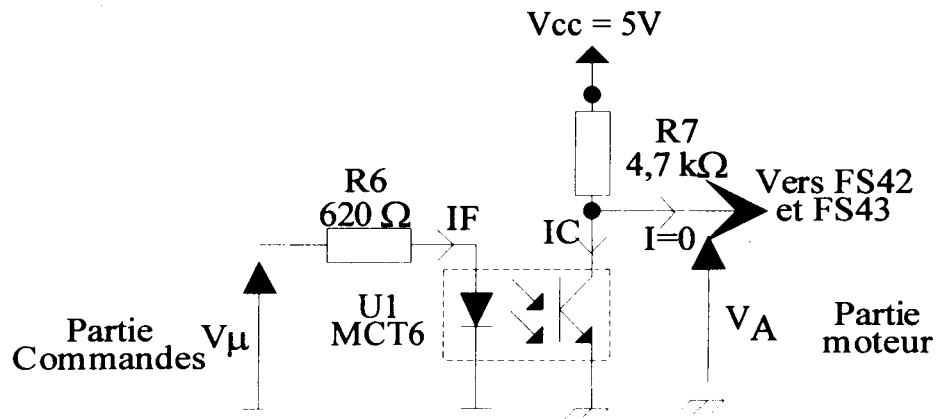 Vcc = 5V
R7
4,7 kΩ
Vers FS42
et FS43
R6
620 Ω
IF
IC
I=0
U1
MCT6
Partie
Commandes
Vμ
VA
Partie
moteur